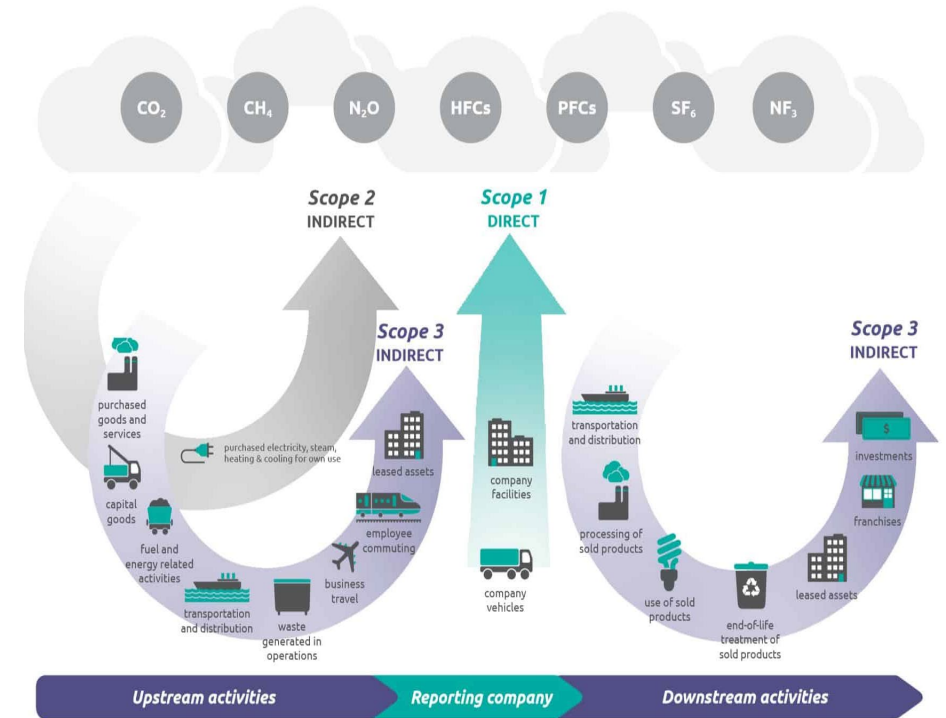 CO₂
CH₄
N₂O
HFCs
PFCs
SF₆
NF₃
Scope 2
INDIRECT
Scope 1
DIRECT
Scope 3
INDIRECT
Scope 3
INDIRECT
purchased
goods and
services
capital
goods
fuel and
energy related
activities
transportation
and distribution
waste
generated in
operations
business
travel
employee
commuting
leased assets
purchased electricity, steam,
heating & cooling for own use
company
facilities
company
vehicles
transportation
and distribution
processing of
sold products
use of sold
products
end-of-life
treatment of
sold products
leased assets
franchises
$
investments
Upstream activities
Reporting company
Downstream activities